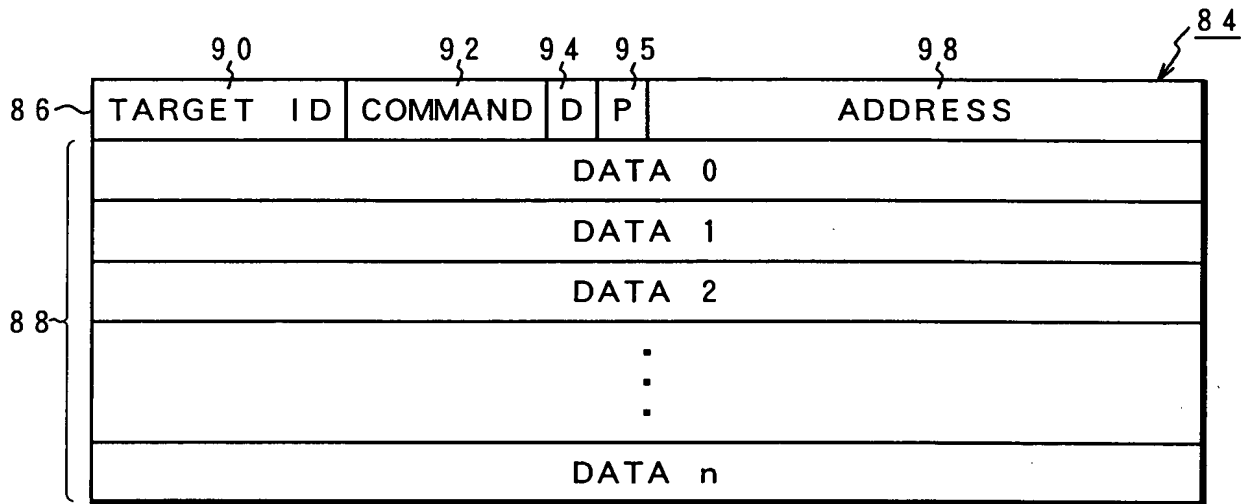 84
90 92 94 95 98
86 TARGET ID COMMAND D P ADDRESS
DATA 0
DATA 1
DATA 2
88
DATA n